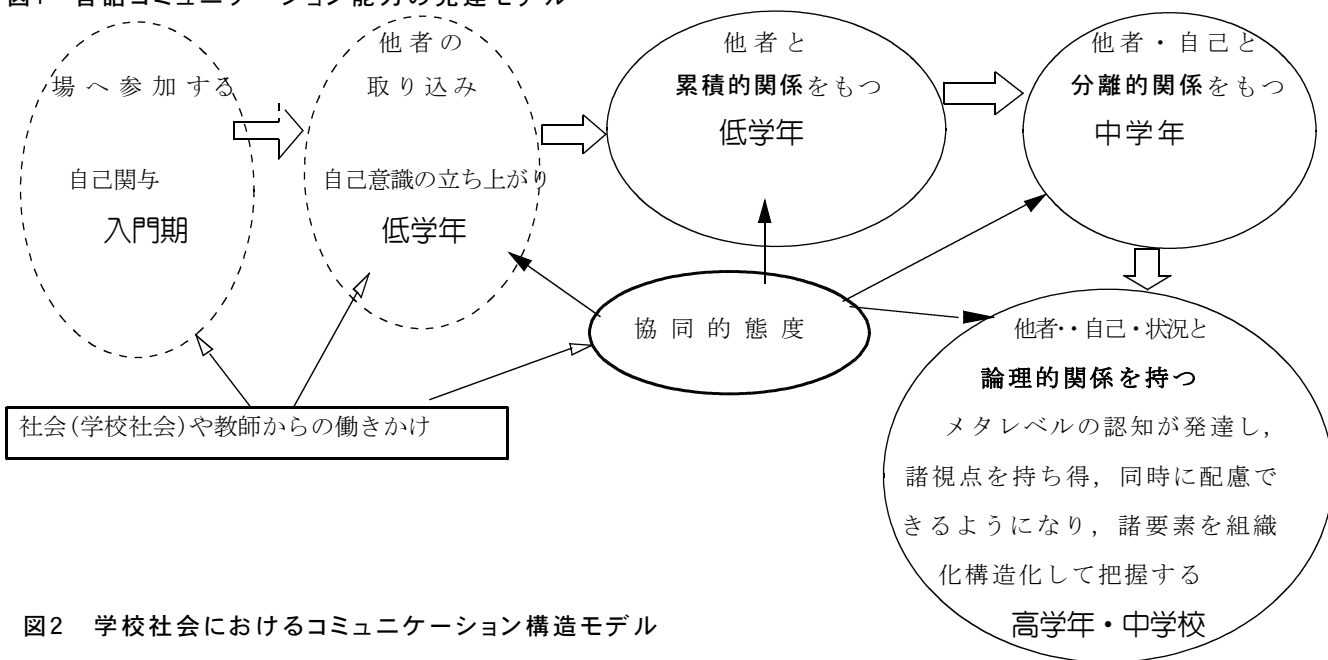 場へ参加する
自己関与
入門期
他者の
取り込み
自己意識の立ち上がり
低学年
他者と
累積的関係をもつ
低学年
他者・自己と
分離的関係をもつ
中学年
協同的態度
社会(学校社会)や教師からの働きかけ
他者・・自己・状況と
論理的関係を持つ
メタレベルの認知が発達し，
諸視点を持ち得，同時に配慮で
きるようになり，諸要素を組織
化構造化して把握する
高学年・中学校
図2　学校社会におけるコミュニケーション構造モデル